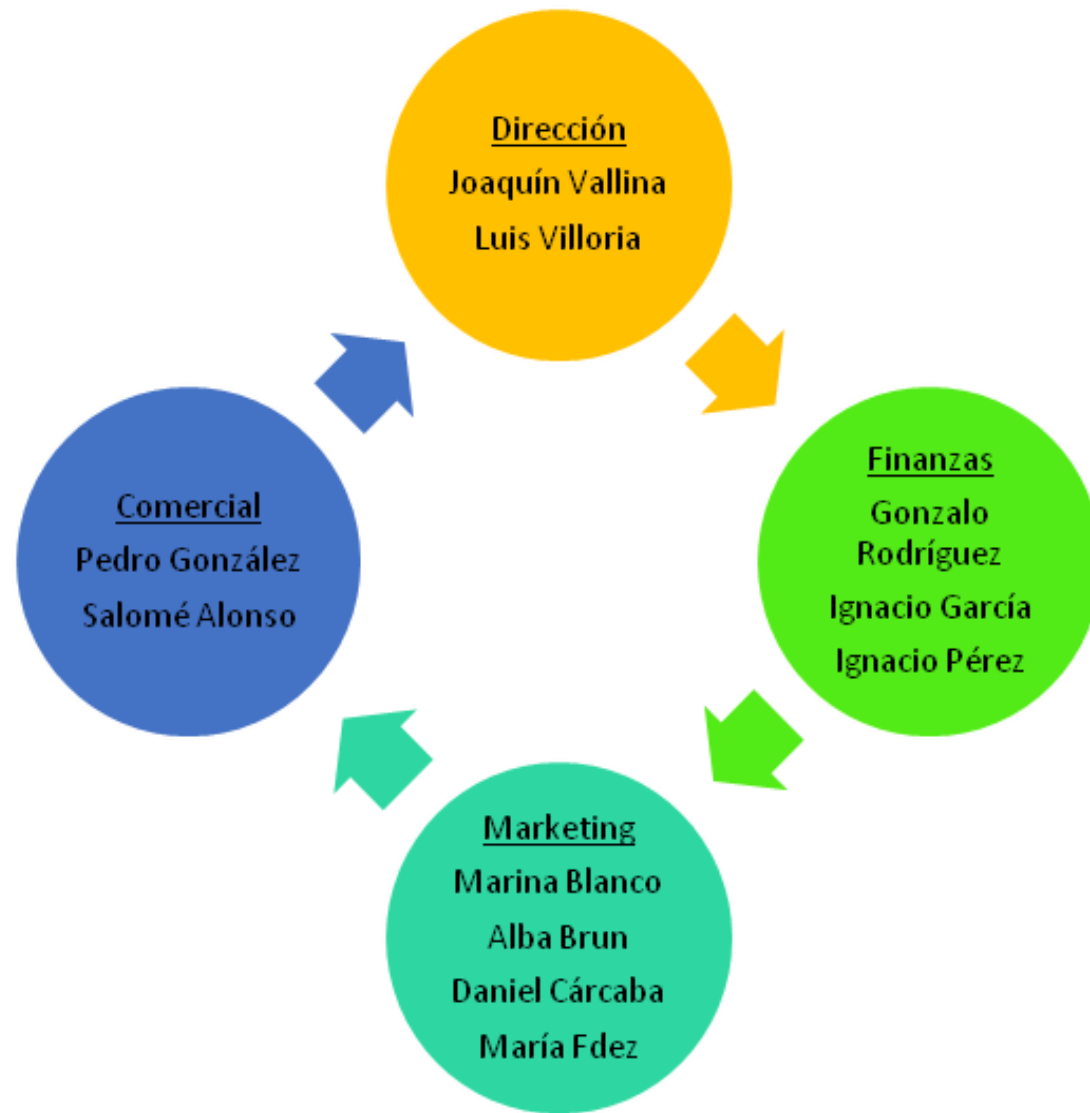 Dirección
Joaquín Vallina
Luis Villoria
Finanzas
Gonzalo
Rodríguez
Ignacio García
Ignacio Pérez
Marketing
Marina Blanco
Alba Brun
Daniel Cárcaba
María Fdez
Comercial
Pedro González
Salomé Alonso